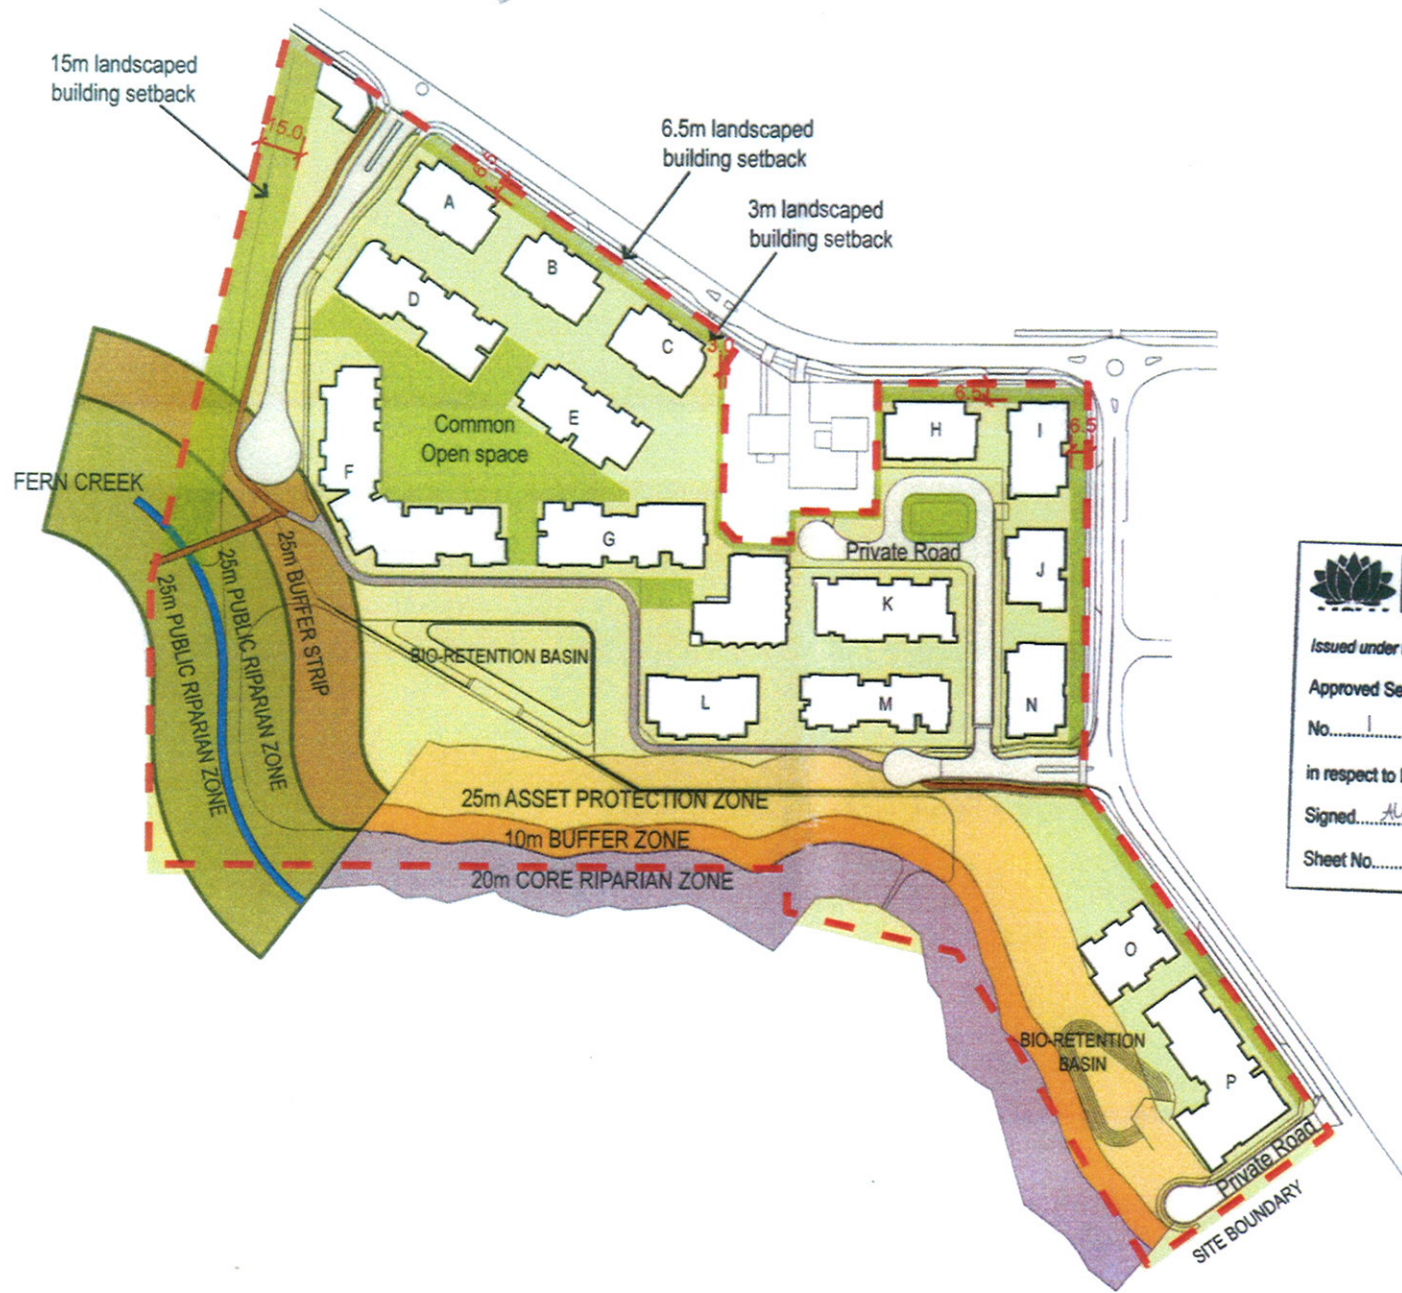 15m landscaped
building setback
6.5m landscaped
building setback
3m landscaped
building setback
15.0
6.5
3.0
6.5
6.5
A
B
C
D
E
F
G
H
I
J
K
L
M
N
O
P
Common
Open space
FERN CREEK
Private Road
25m BUFFER STRIP
25m PUBLIC RIPARIAN ZONE
25m PUBLIC RIPARIAN ZONE
BIO-RETENTION BASIN
25m ASSET PROTECTION ZONE
10m BUFFER ZONE
20m CORE RIPARIAN ZONE
BIO-RETENTION
BASIN
Private Road
SITE BOUNDARY
Issued under
Approved Se
No. 1
in respect to
Signed
Sheet No.